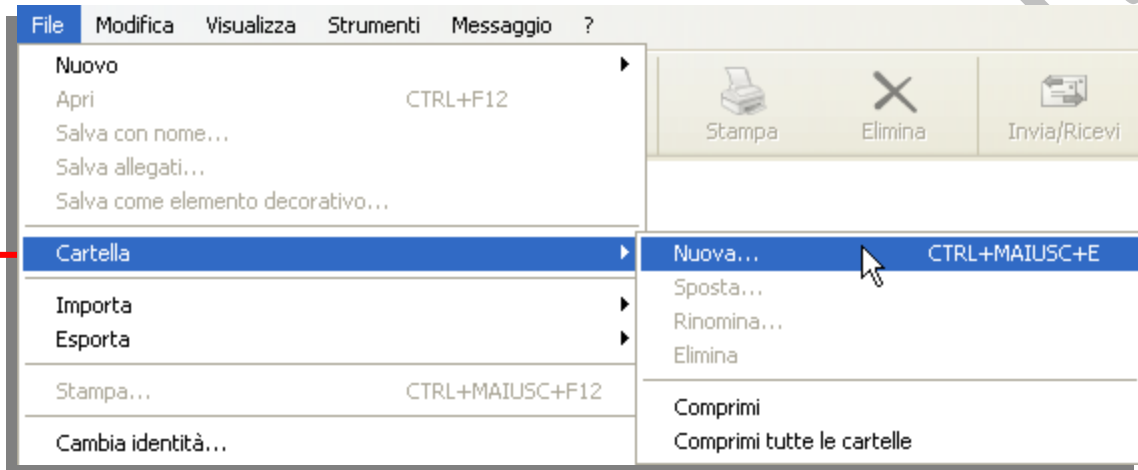 File Modifica Visualizza Strumenti Messaggio ?
Nuovo
Apri CTRL+F12
Salva con nome...
Salva allegati...
Salva come elemento decorativo...
Stampa Elimina Invia/Ricevi
Cartella
Importa
Esporta
Stampa... CTRL+MAIUSC+F12
Cambia identità...
Nuova... CTRL+MAIUSC+E
Sposta...
Rinomina...
Elimina
Comprimi
Comprimi tutte le cartelle